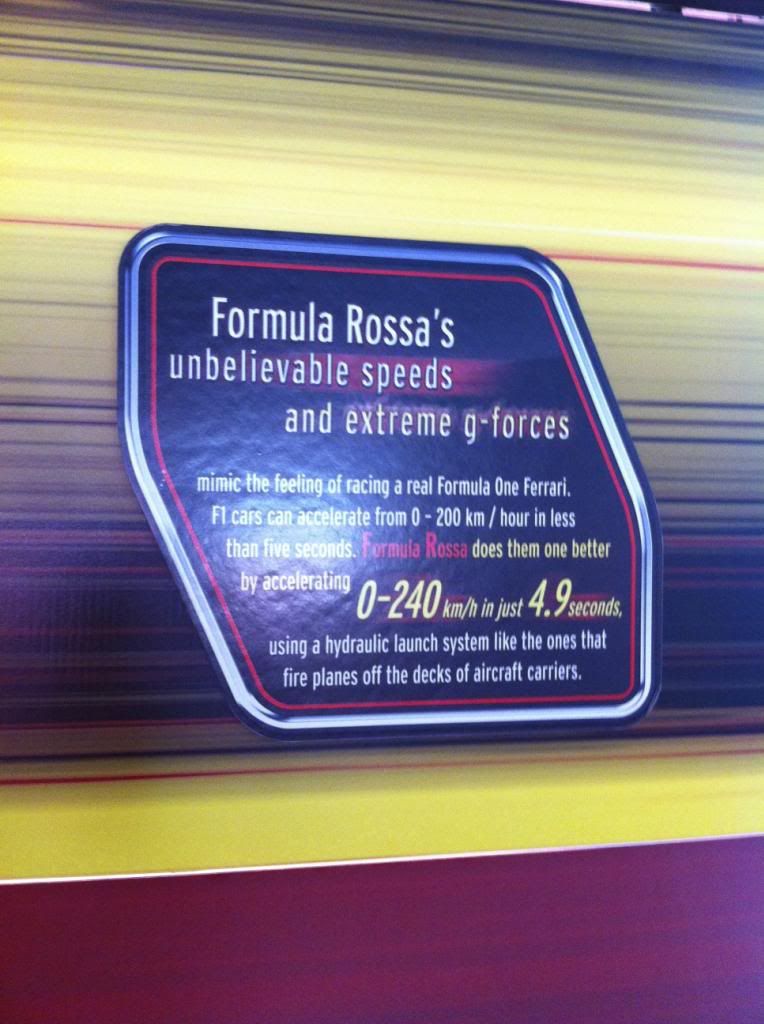 Formula Rossa's
unbelievable speeds
and extreme g-forces
mimic the feeling of racing a real Formula One Ferrari.
F1 cars can accelerate from 0 - 200 km / hour in less
than five seconds. Formula Rossa does them one better
by accelerating 0-240 km/h in just 4.9 seconds,
using a hydraulic launch system like the ones that
fire planes off the decks of aircraft carriers.